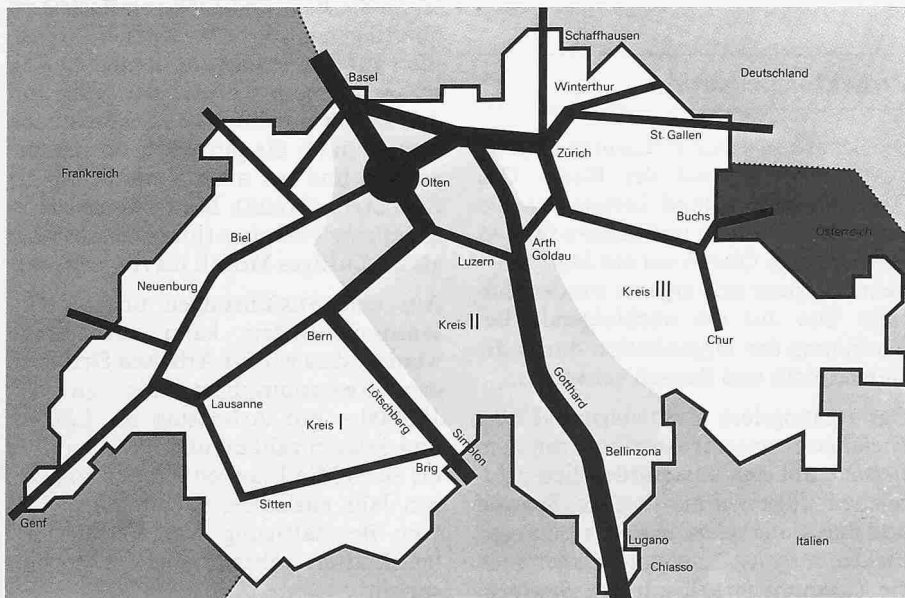 Schaffhausen
Basel
Deutschland
Winterthur
St. Gallen
Frankreich
Zürich
Olten
Buchs
Österreich
Biel
Arth
Goldau
Luzern
Neuenburg
Kreis III
Kreis II
Bern
Chur
Lötschberg
Gotthard
Lausanne
Kreis I
Simplon
Bellinzona
Brig
Sitten
Genf
Lugano
Italien
Chiasso